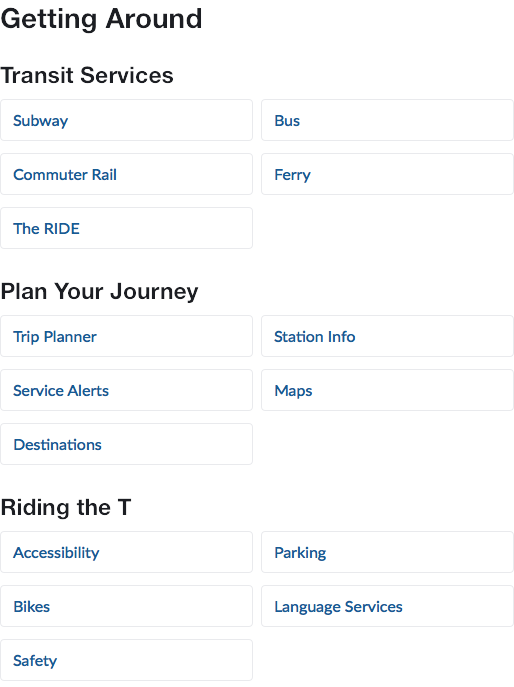 Getting Around
Transit Services
Subway
Bus
Commuter Rail
Ferry
The RIDE
Plan Your Journey
Trip Planner
Station Info
Service Alerts
Maps
Destinations
Riding the T
Accessibility
Parking
Bikes
Language Services
Safety